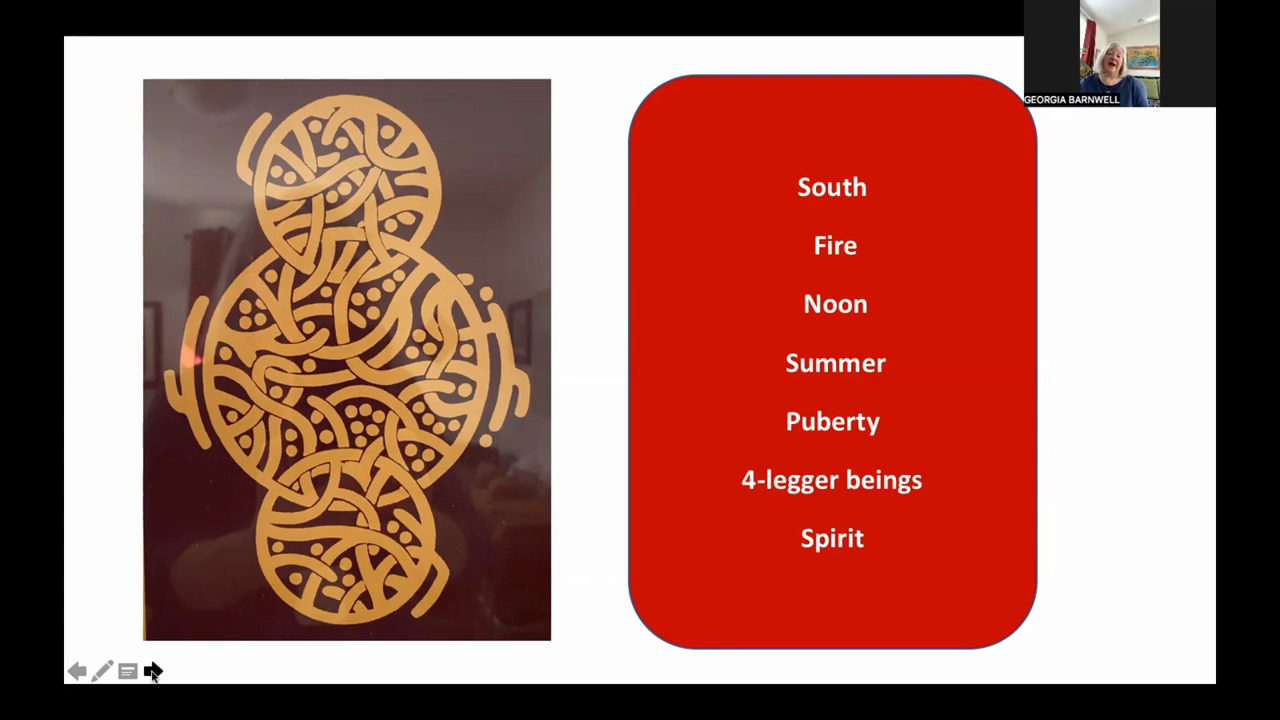 GEORGIA BARNWELL
South
Fire
Noon
Summer
Puberty
4-legger beings
Spirit